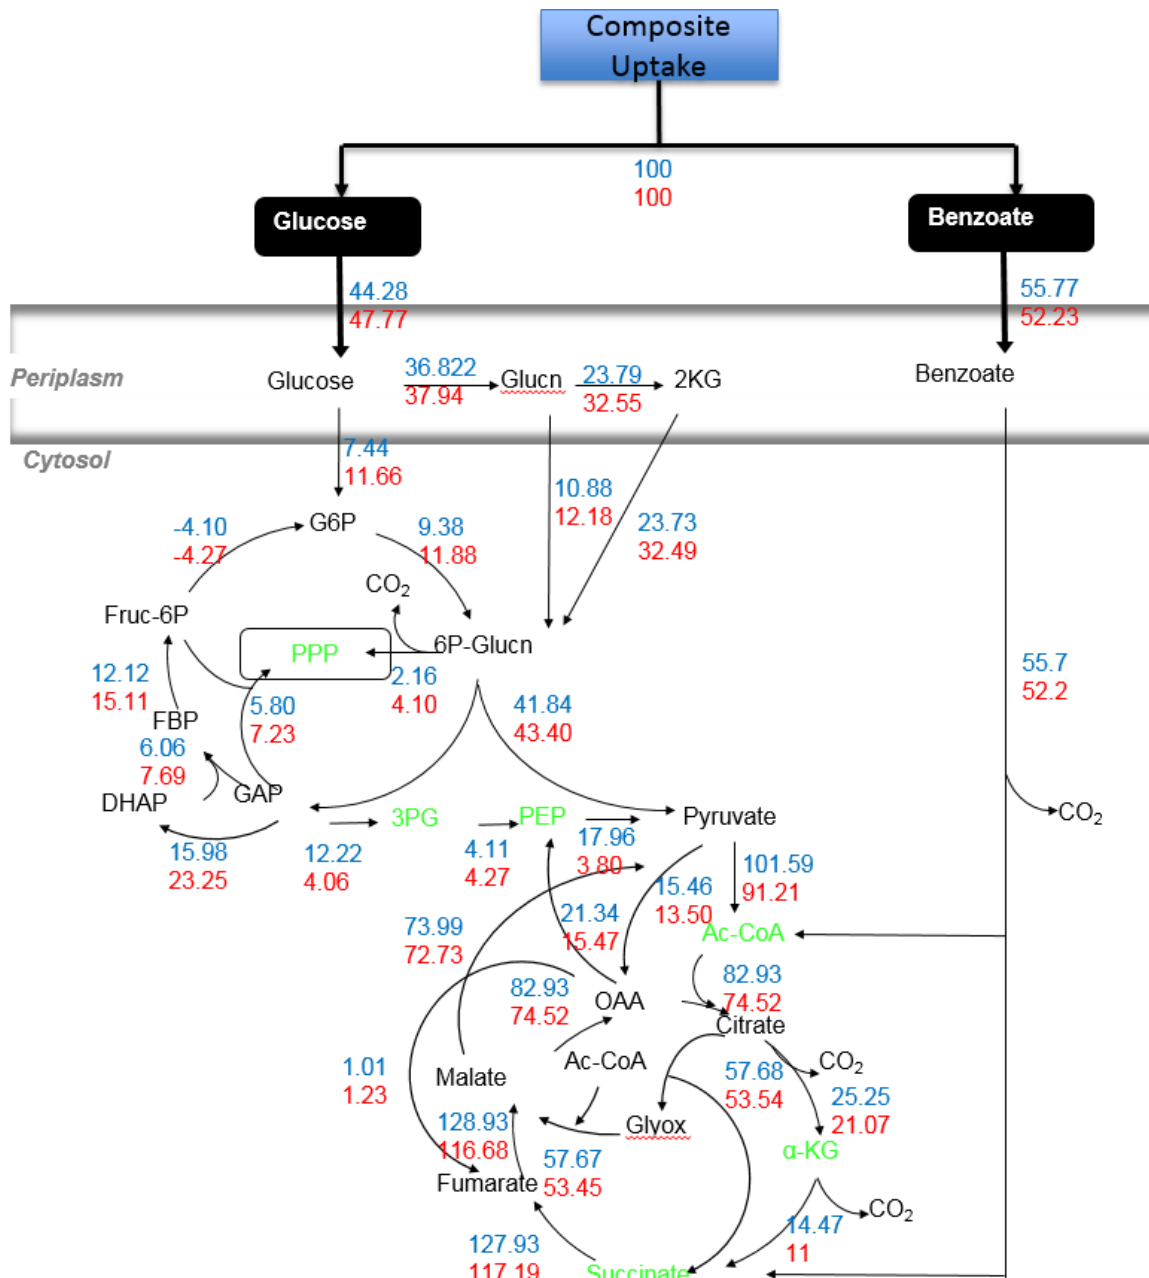 Composite
Uptake
100
100
Glucose
Benzoate
44.28
47.77
55.77
52.23
Periplasm
Glucose
36.822
37.94
Glucn
23.79
32.55
2KG
Benzoate
Cytosol
7.44
11.66
10.88
12.18
23.73
32.49
-4.10
-4.27
G6P
9.38
11.88
CO2
Fruc-6P
PPP
6P-Glucn
2.16
4.10
55.7
52.2
12.12
15.11
FBP
5.80
7.23
41.84
43.40
6.06
7.69
DHAP
GAP
3PG
PEP
Pyruvate
CO2
15.98
23.25
12.22
4.06
4.11
4.27
17.96
3.80
101.59
91.21
15.46
13.50
73.99
72.73
21.34
15.47
Ac-CoA
82.93
74.52
OAA
82.93
74.52
Citrate
1.01
1.23
Malate
Ac-CoA
57.68
53.54
CO2
25.25
21.07
128.93
116.68
Glyox
α-KG
57.67
53.45
Fumarate
CO2
14.47
11
127.93
117.19
Succinate